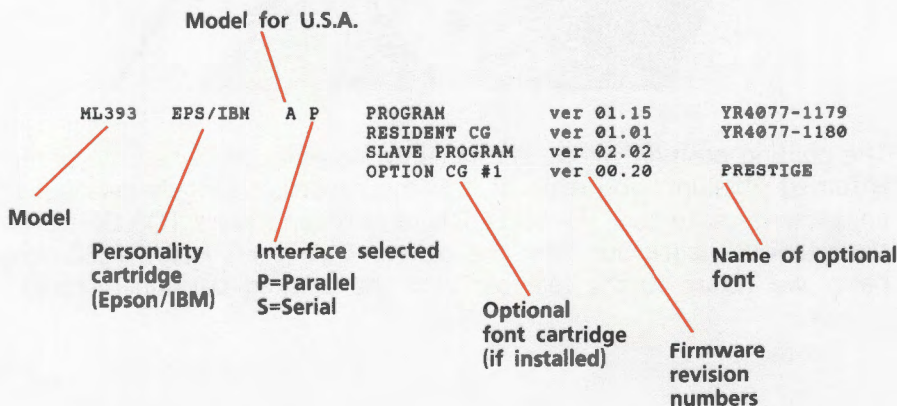 Model for U.S.A.
ML393 EPS/IBM A P PROGRAM ver 01.15 YR4077-1179
RESIDENT CG ver 01.01 YR4077-1180
SLAVE PROGRAM ver 02.02
OPTION CG #1 ver 00.20 PRESTIGE
Model
Personality
cartridge
(Epson/IBM)
Interface selected
P=Parallel
S=Serial
Optional
font cartridge
(if installed)
Firmware
revision
numbers
Name of optional
font